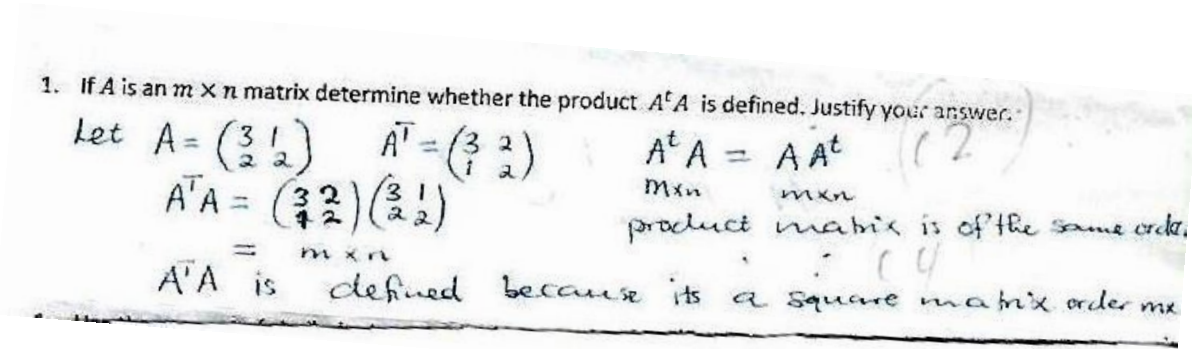 1. If A is an m × n matrix determine whether the product AᵗA is defined. Justify your answer.
Let A = (3 1 2 2) Aᵀ = (3 2 1 2) AᵗA = AAᵗ (2
AᵀA = (3 2 1 2)(3 1 2 2) m×n m×n
product matrix is of the same order.
= m×n
AᵀA is defined because its a square matrix order mx